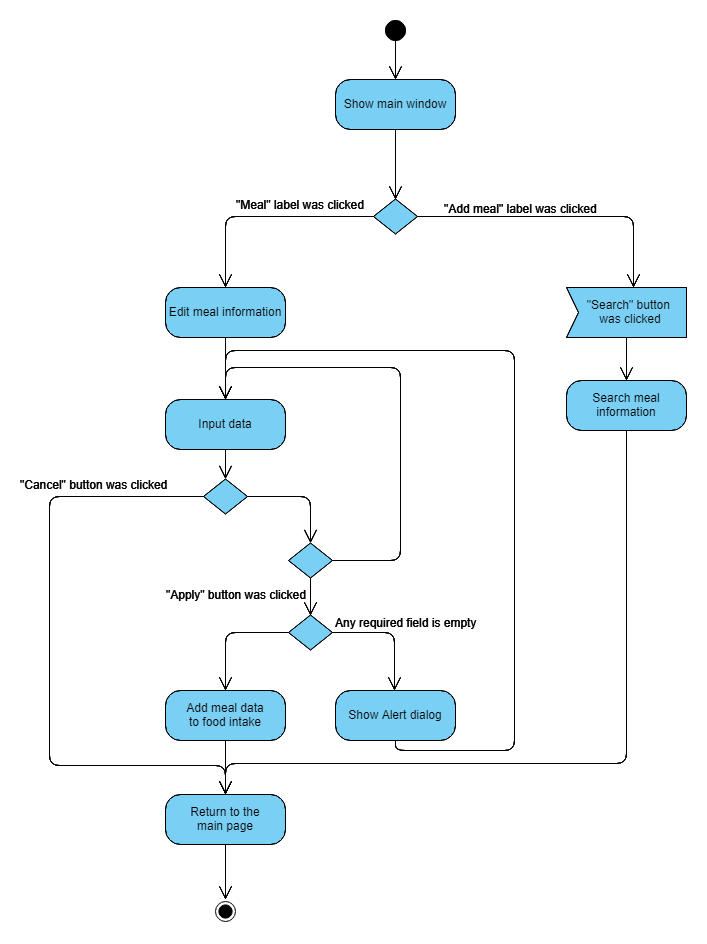 Show main window
"Meal" label was clicked
"Add meal" label was clicked
Edit meal information
"Search" button
was clicked
Input data
Search meal
information
"Cancel" button was clicked
"Apply" button was clicked
Any required field is empty
Add meal data
to food intake
Show Alert dialog
Return to the
main page